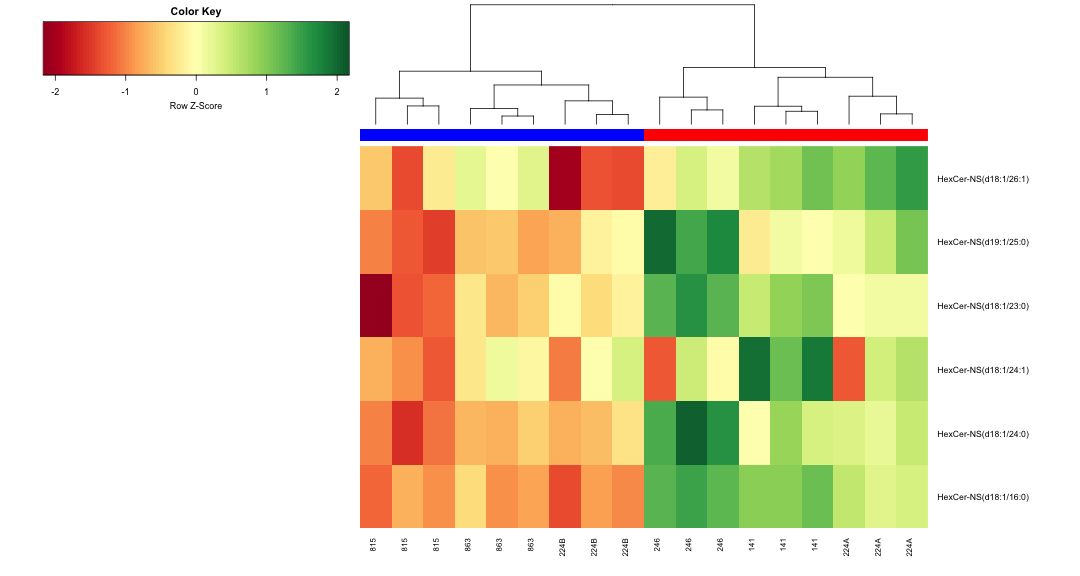 Color Key
-2 -1 0 1 2
Row Z-Score
HexCer-NS(d18:1/26:1)
HexCer-NS(d19:1/25:0)
HexCer-NS(d18:1/23:0)
HexCer-NS(d18:1/24:1)
HexCer-NS(d18:1/24:0)
HexCer-NS(d18:1/16:0)
815 815 815 863 863 863 224B 224B 224B 246 246 246 141 141 141 224A 224A 224A